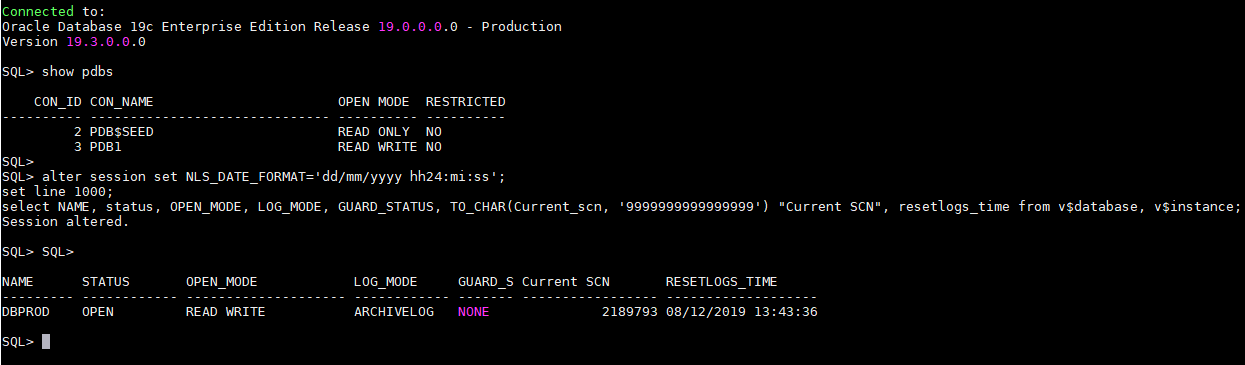 Connected to:
Oracle Database 19c Enterprise Edition Release 19.0.0.0.0 - Production
Version 19.3.0.0.0
SQL> show pdbs
CON_ID CON_NAME OPEN MODE RESTRICTED
---------- ------------------------------ ---------- ----------
2 PDB$SEED READ ONLY NO
3 PDB1 READ WRITE NO
SQL>
SQL> alter session set NLS_DATE_FORMAT='dd/mm/yyyy hh24:mi:ss';
set line 1000;
select NAME, status, OPEN_MODE, LOG_MODE, GUARD_STATUS, TO_CHAR(Current_scn, '9999999999999999') "Current SCN", resetlogs_time from v$database, v$instance;
Session altered.
SQL> SQL>
NAME STATUS OPEN_MODE LOG_MODE GUARD_S Current SCN RESETLOGS_TIME
--------- ------------ -------------------- ------------ ------- ----------------- -------------------
DBPROD OPEN READ WRITE ARCHIVELOG NONE 2189793 08/12/2019 13:43:36
SQL>